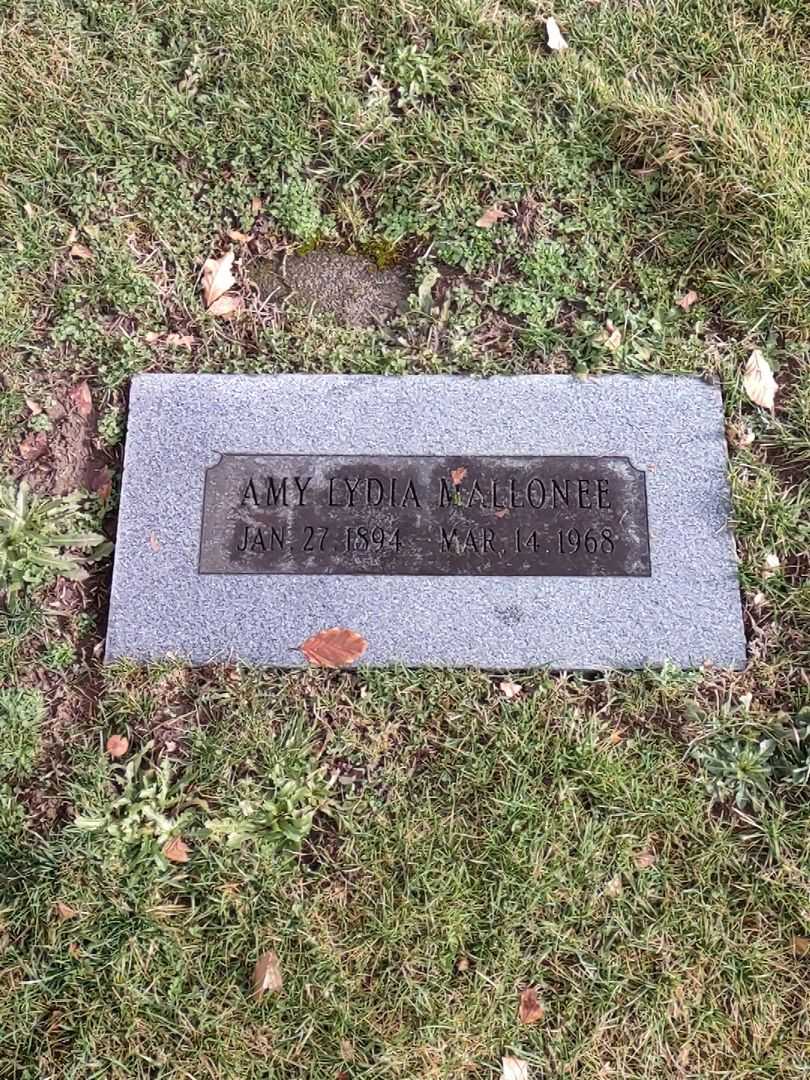 AMY LYDIA MALLONEE
JAN. 27, 1894 - MAR. 14, 1968